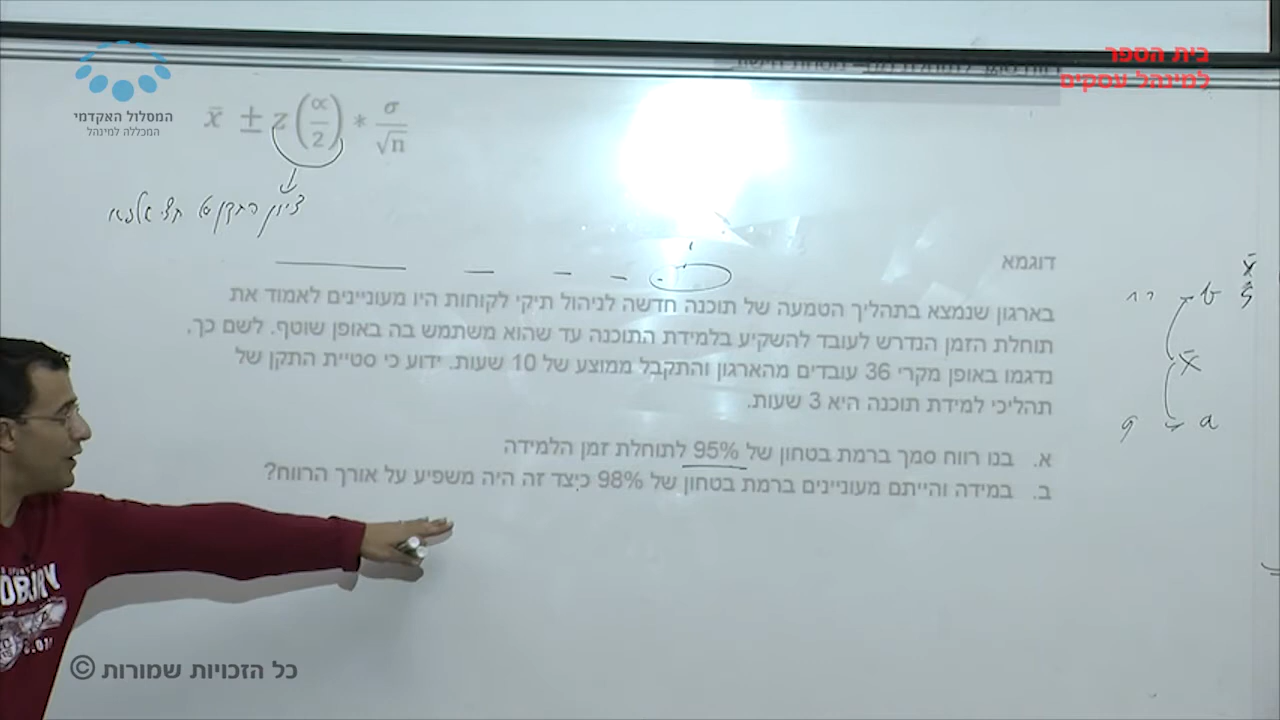 בית הספר
למינהל עסקים
המסלול האקדמי
המכללה למינהל
x̄ ± z(∝/2) * σ/√n
דוגמא
בארגון שנמצא בתהליך הטמעה של תוכנה חדשה לניהול תיקי לקוחות היו מעוניינים לאמוד את
תוחלת הזמן הנדרש לעובד להשקיע בלמידת התוכנה עד שהוא משתמש בה באופן שוטף. לשם כך,
נדגמו באופן מקרי 36 עובדים מהארגון והתקבל ממוצע של 10 שעות. ידוע כי סטיית התקן של
תהליכי למידת תוכנה היא 3 שעות.
א. בנו רווח סמך ברמת בטחון של 95% לתוחלת זמן הלמידה
ב. במידה והייתם מעוניינים ברמת בטחון של 98% כיצד זה היה משפיע על אורך הרווח?
x̄
x̄
כל הזכויות שמורות ©